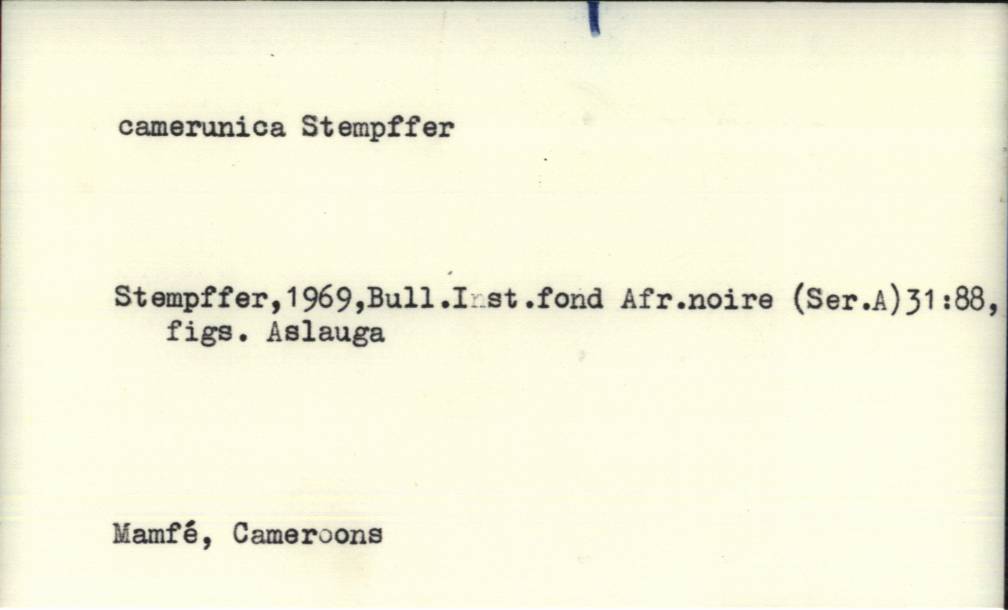 camerunica Stempffer
Stempffer,1969,Bull.Inst.fond Afr.noire (Ser.A)31:88,
figs. Aslauga
Mamfé, Cameroons